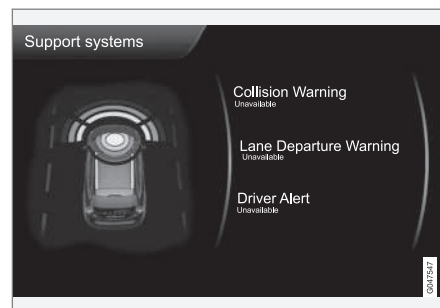 Support systems
Collision Warning
Unavailable
Lane Departure Warning
Unavailable
Driver Alert
Unavailable
G047547